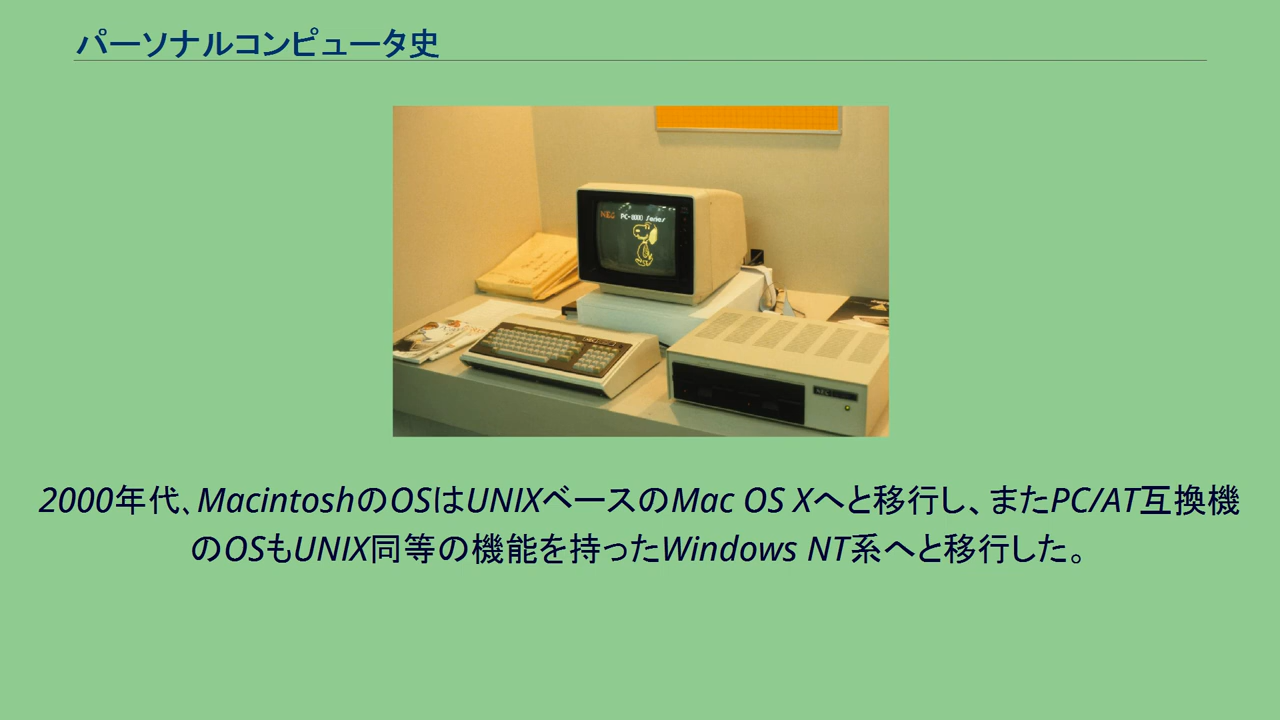 パーソナルコンピュータ史
NEC PC-8000 Series
2000年代、MacintoshのOSはUNIXベースのMac OS Xへと移行し、またPC/AT互換機
のOSもUNIX同等の機能を持ったWindows NT系へと移行した。